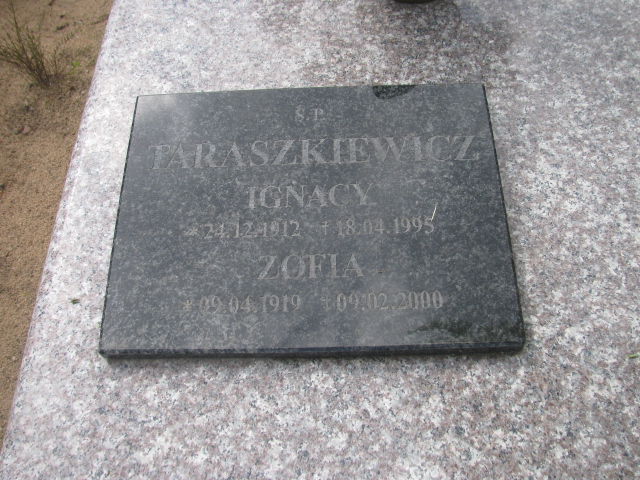 Ś.P.
TARASZKIEWICZ
IGNACY
*24.12.1912 †18.04.1995
ZOFIA
*09.04.1919 †09.02.2000